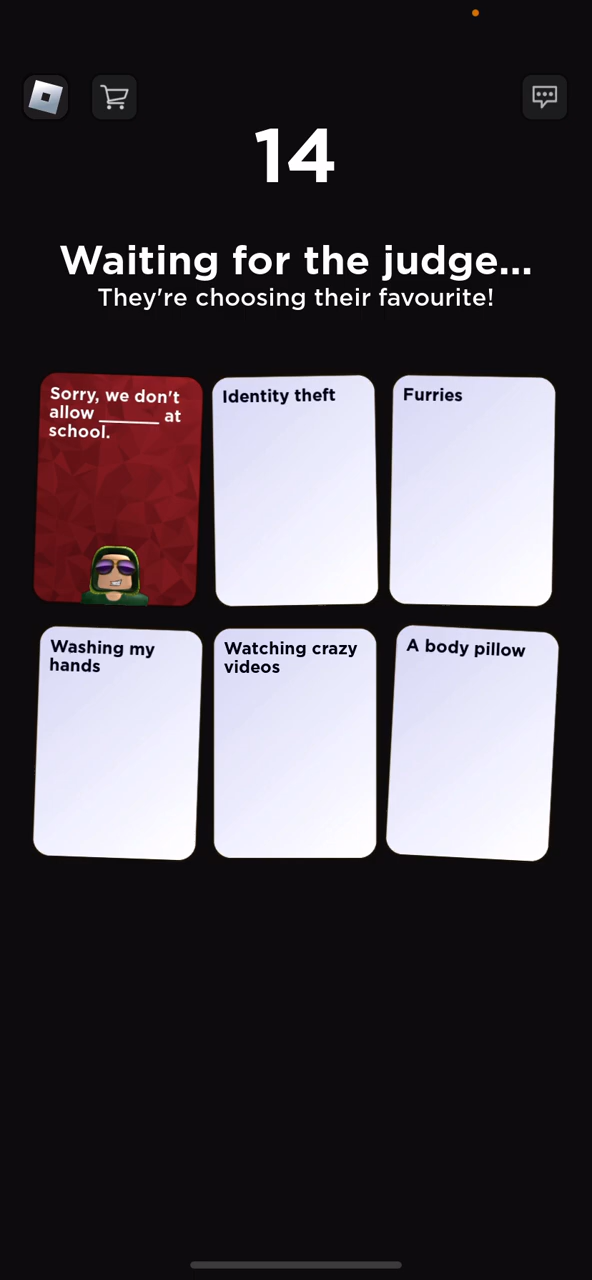 14
Waiting for the judge...
They're choosing their favourite!
Sorry, we don't
allow ______ at
school.
Identity theft
Furries
Washing my
hands
Watching crazy
videos
A body pillow